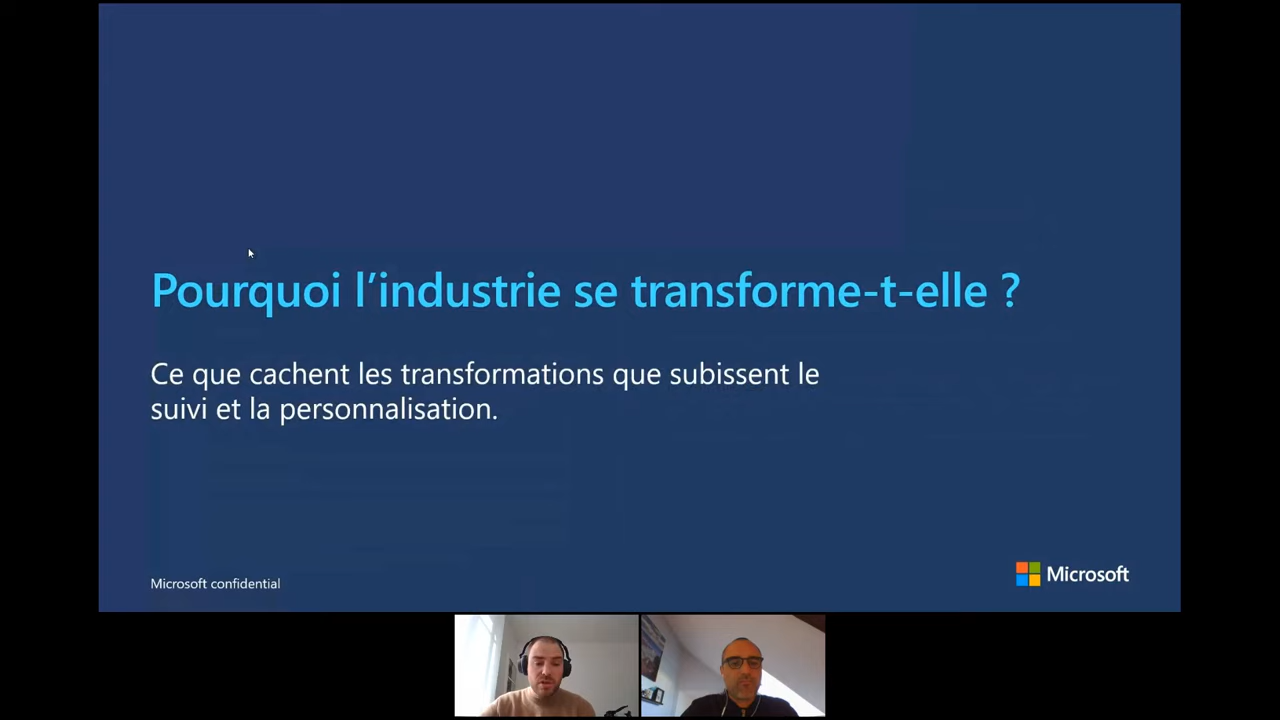 Pourquoi l’industrie se transforme-t-elle ?
Ce que cachent les transformations que subissent le
suivi et la personnalisation.
Microsoft confidential
Microsoft